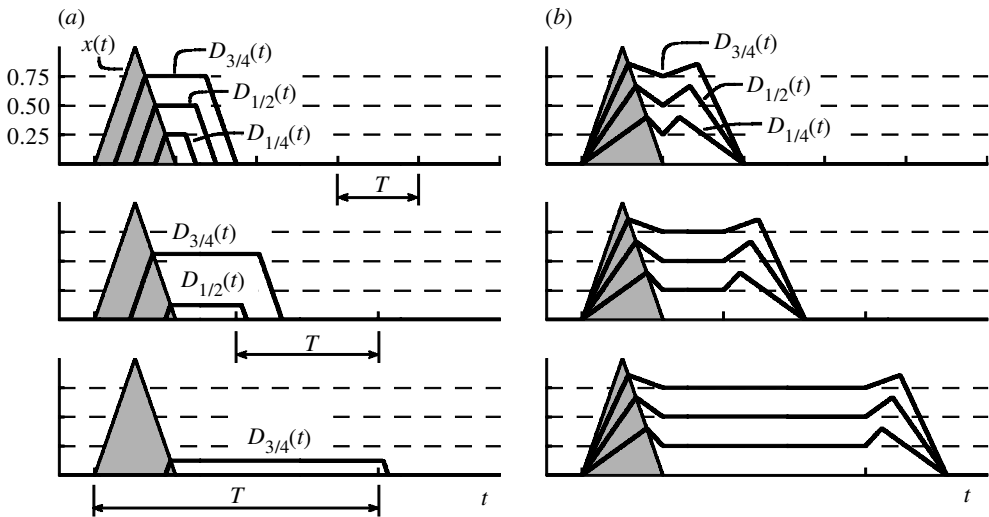 (a)
x(t)
D3/4(t)
0.75
0.50
D1/2(t)
0.25
D1/4(t)
T
D3/4(t)
D1/2(t)
T
D3/4(t)
T
t
(b)
D3/4(t)
D1/2(t)
D1/4(t)
t